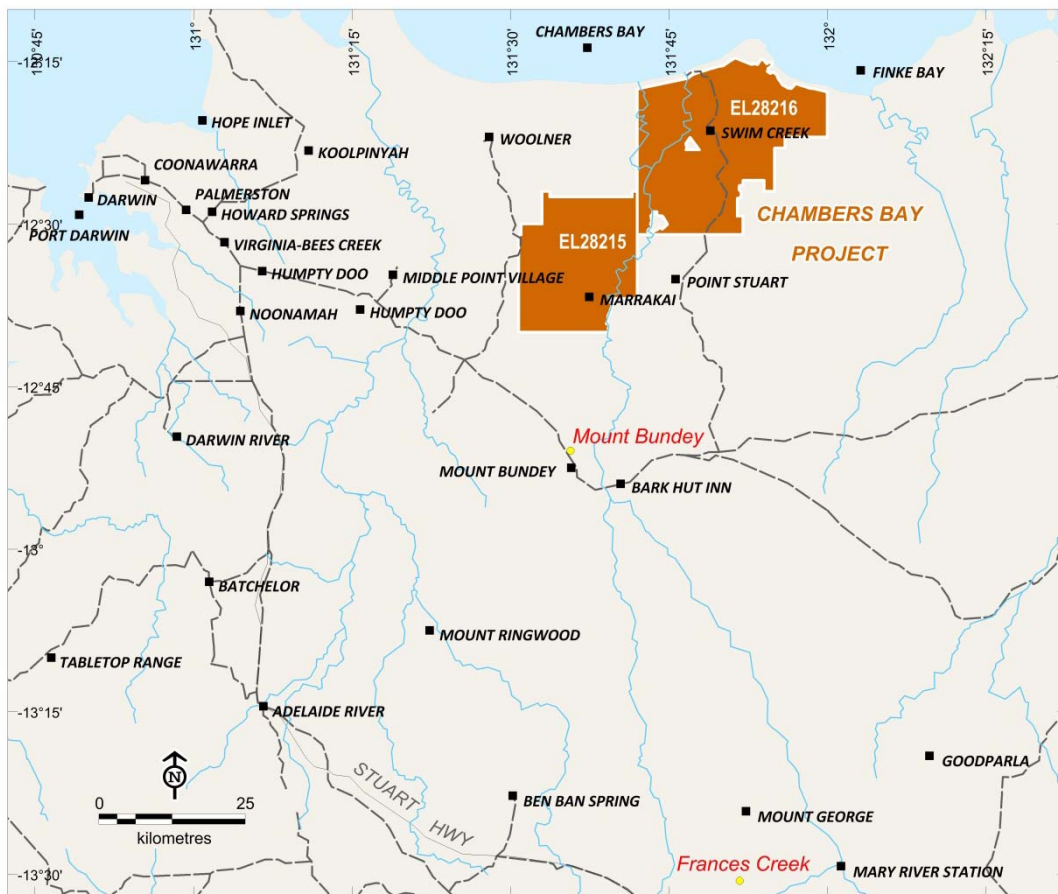 130°45'
131°
131°15'
131°30'
131°45'
132°
132°15'
-12°15'
-12°30'
-12°45'
-13°
-13°15'
-13°30'
CHAMBERS BAY
FINKE BAY
EL28216
HOPE INLET
SWIM CREEK
WOOLNER
KOOLPINYAH
COONAWARRA
DARWIN
PALMERSTON
PORT DARWIN
HOWARD SPRINGS
CHAMBERS BAY
PROJECT
VIRGINIA-BEES CREEK
EL28215
HUMPTY DOO
MIDDLE POINT VILLAGE
POINT STUART
MARRAKAI
NOONAMAH
HUMPTY DOO
DARWIN RIVER
Mount Bundey
MOUNT BUNDEY
BARK HUT INN
BATCHELOR
MOUNT RINGWOOD
TABLETOP RANGE
ADELAIDE RIVER
GOODPARLA
N
0 25
kilometres
STUART HWY
BEN BAN SPRING
MOUNT GEORGE
Frances Creek
MARY RIVER STATION